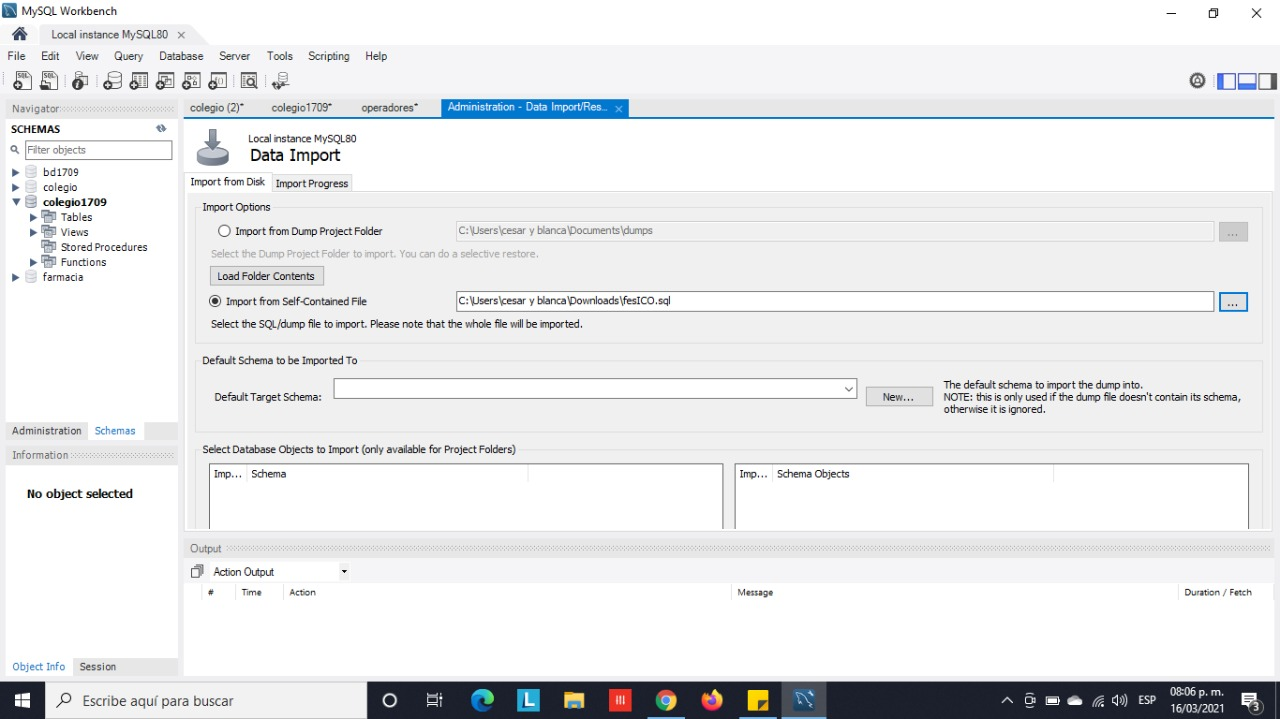 MySQL Workbench
Local instance MySQL80
File Edit View Query Database Server Tools Scripting Help
Navigator
SCHEMAS
Filter objects
bd1709
colegio
colegio1709
Tables
Views
Stored Procedures
Functions
farmacia
Administration Schemas
Information
No object selected
Object Info Session
colegio (2)* colegio1709* operadores* Administration - Data Import/Res...
Local instance MySQL80
Data Import
Import from Disk Import Progress
Import Options
Import from Dump Project Folder C:\Users\cesar y blanca\Documents\dumps ...
Select the Dump Project Folder to import. You can do a selective restore.
Load Folder Contents
Import from Self-Contained File C:\Users\cesar y blanca\Downloads\fesICO.sql ...
Select the SQL/dump file to import. Please note that the whole file will be imported.
Default Schema to be Imported To
Default Target Schema: New... The default schema to import the dump into.
NOTE: this is only used if the dump file doesn't contain its schema,
otherwise it is ignored.
Select Database Objects to Import (only available for Project Folders)
Imp... Schema Imp... Schema Objects
Output
Action Output
# Time Action Message Duration / Fetch
Escribe aquí para buscar
ESP
08:06 p. m.
16/03/2021
3